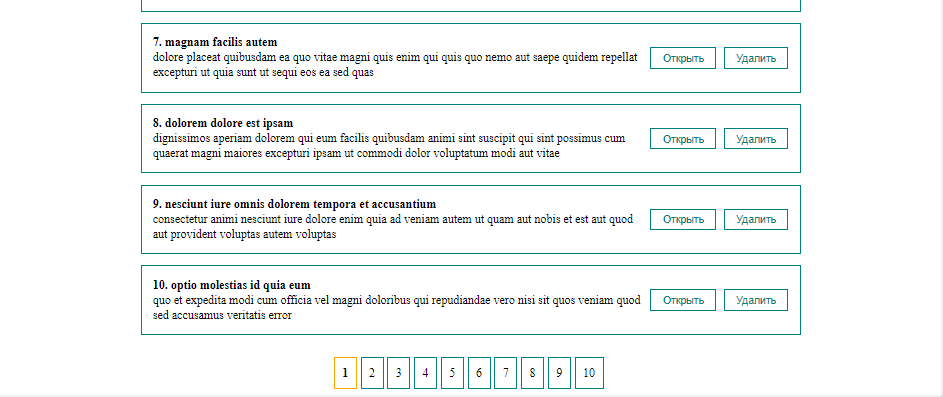 7. magnam facilis autem
dolore placeat quibusdam ea quo vitae magni quis enim qui quis quo nemo aut saepe quidem repellat
excepturi ut quia sunt ut sequi eos ea sed quas
Открыть
Удалить
8. dolorem dolore est ipsam
dignissimos aperiam dolorem qui eum facilis quibusdam animi sint suscipit qui sint possimus cum
quaerat magni maiores excepturi ipsam ut commodi dolor voluptatum modi aut vitae
Открыть
Удалить
9. nesciunt iure omnis dolorem tempora et accusantium
consectetur animi nesciunt iure dolore enim quia ad veniam autem ut quam aut nobis et est aut quod
aut provident voluptas autem voluptas
Открыть
Удалить
10. optio molestias id quia eum
quo et expedita modi cum officia vel magni doloribus qui repudiandae vero nisi sit quos veniam quod
sed accusamus veritatis error
Открыть
Удалить
1 2 3 4 5 6 7 8 9 10